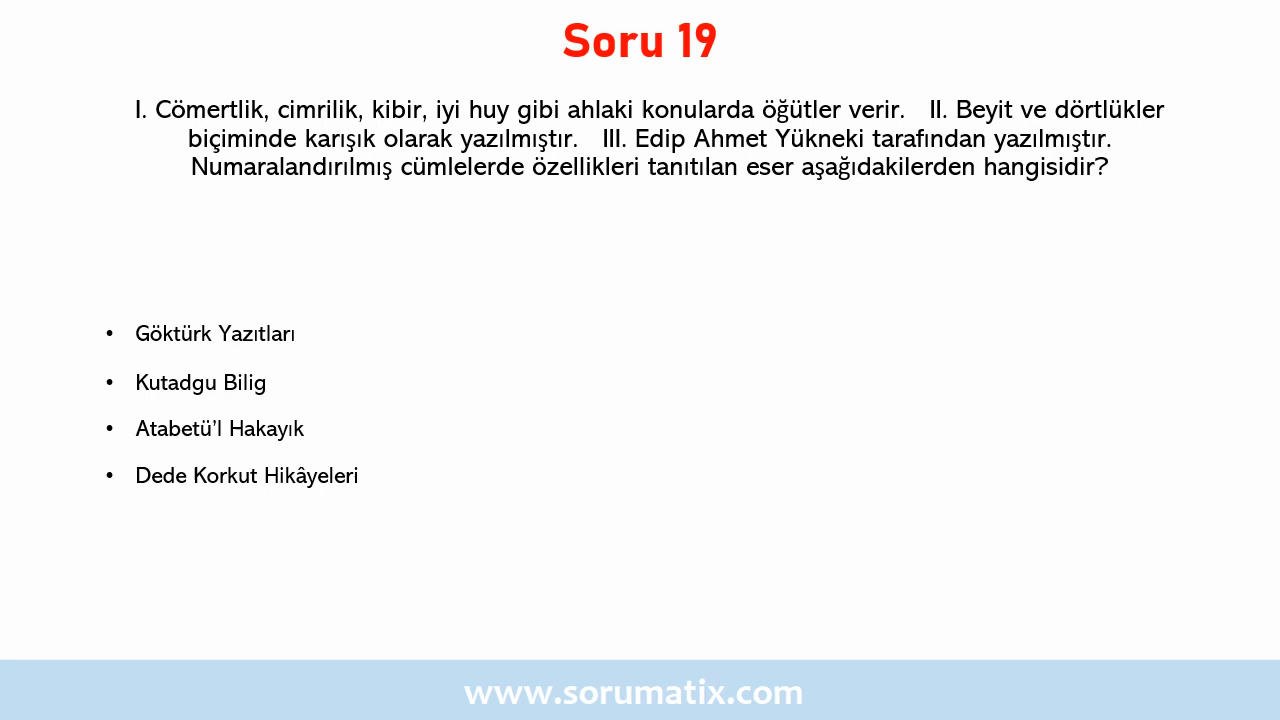 Soru 19
I. Cömertlik, cimrilik, kibir, iyi huy gibi ahlaki konularda öğütler verir.   II. Beyit ve dörtlükler
biçiminde karışık olarak yazılmıştır.   III. Edip Ahmet Yükneki tarafından yazılmıştır.
Numaralandırılmış cümlelerde özellikleri tanıtılan eser aşağıdakilerden hangisidir?
• Göktürk Yazıtları
• Kutadgu Bilig
• Atabetü’l Hakayık
• Dede Korkut Hikâyeleri
www.sorumatix.com